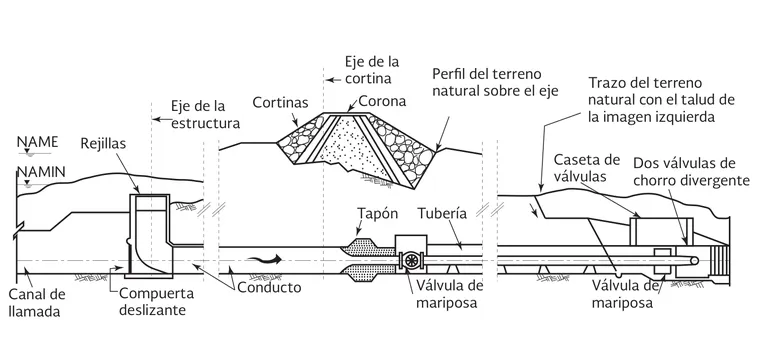 Eje de la
cortina
Perfil del terreno
natural sobre el eje
Trazo del terreno
natural con el talud de
la imagen izquierda
Eje de la
estructura
Cortinas
Corona
NAME
Rejillas
NAMIN
Caseta de
válvulas
Dos válvulas de
chorro divergente
Tapón
Tubería
Canal de
llamada
Compuerta
deslizante
Conducto
Válvula de
mariposa
Válvula de
mariposa